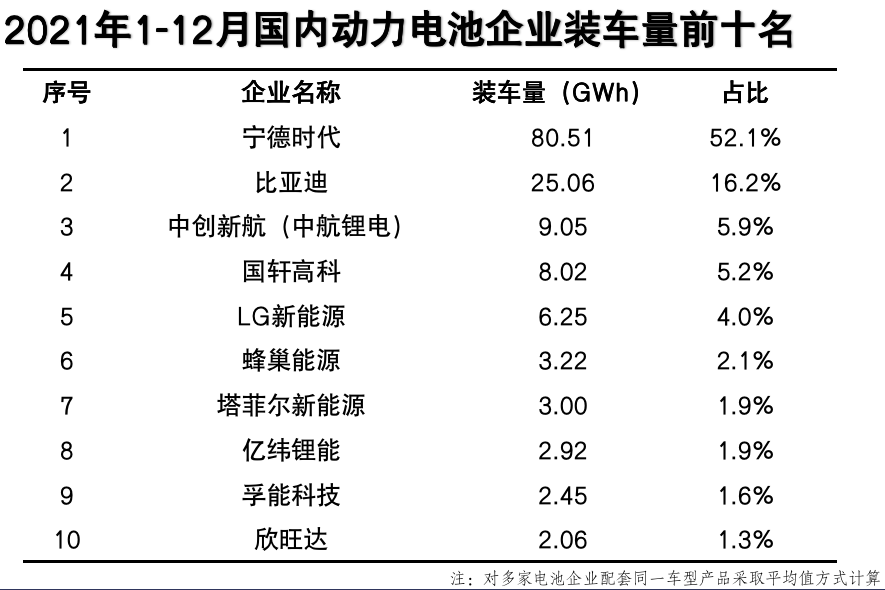 2021年1-12月国内动力电池企业装车量前十名
序号 企业名称 装车量（GWh） 占比
1 宁德时代 80.51 52.1%
2 比亚迪 25.06 16.2%
3 中创新航（中航锂电） 9.05 5.9%
4 国轩高科 8.02 5.2%
5 LG新能源 6.25 4.0%
6 蜂巢能源 3.22 2.1%
7 塔菲尔新能源 3.00 1.9%
8 亿纬锂能 2.92 1.9%
9 孚能科技 2.45 1.6%
10 欣旺达 2.06 1.3%
注：对多家电池企业配套同一车型产品采取平均值方式计算